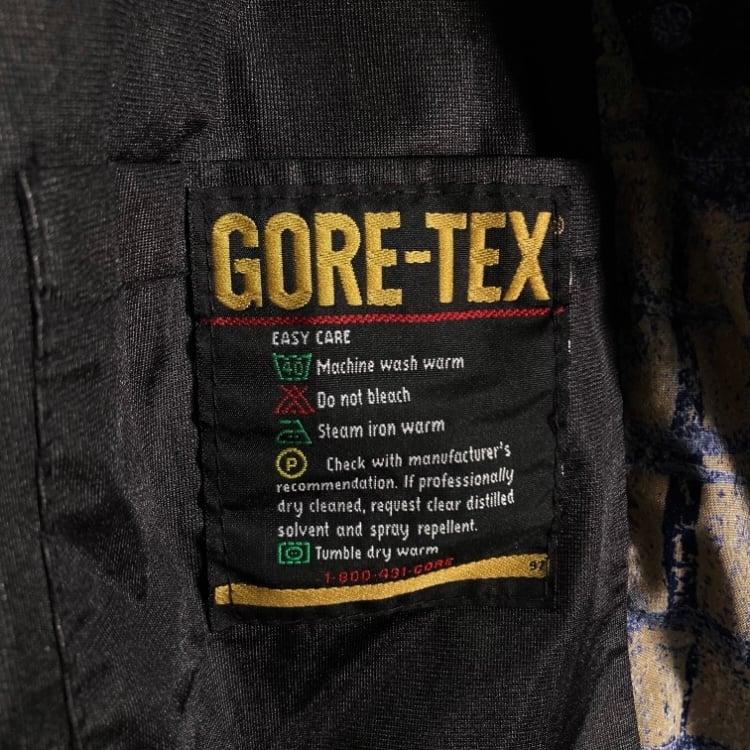 GORE-TEX
EASY CARE
40 Machine wash warm
Do not bleach
Steam iron warm
P Check with manufacturer's
recommendation. If professionally
dry cleaned, request clear distilled
solvent and spray repellent.
Tumble dry warm
1-800-431-GORE
97